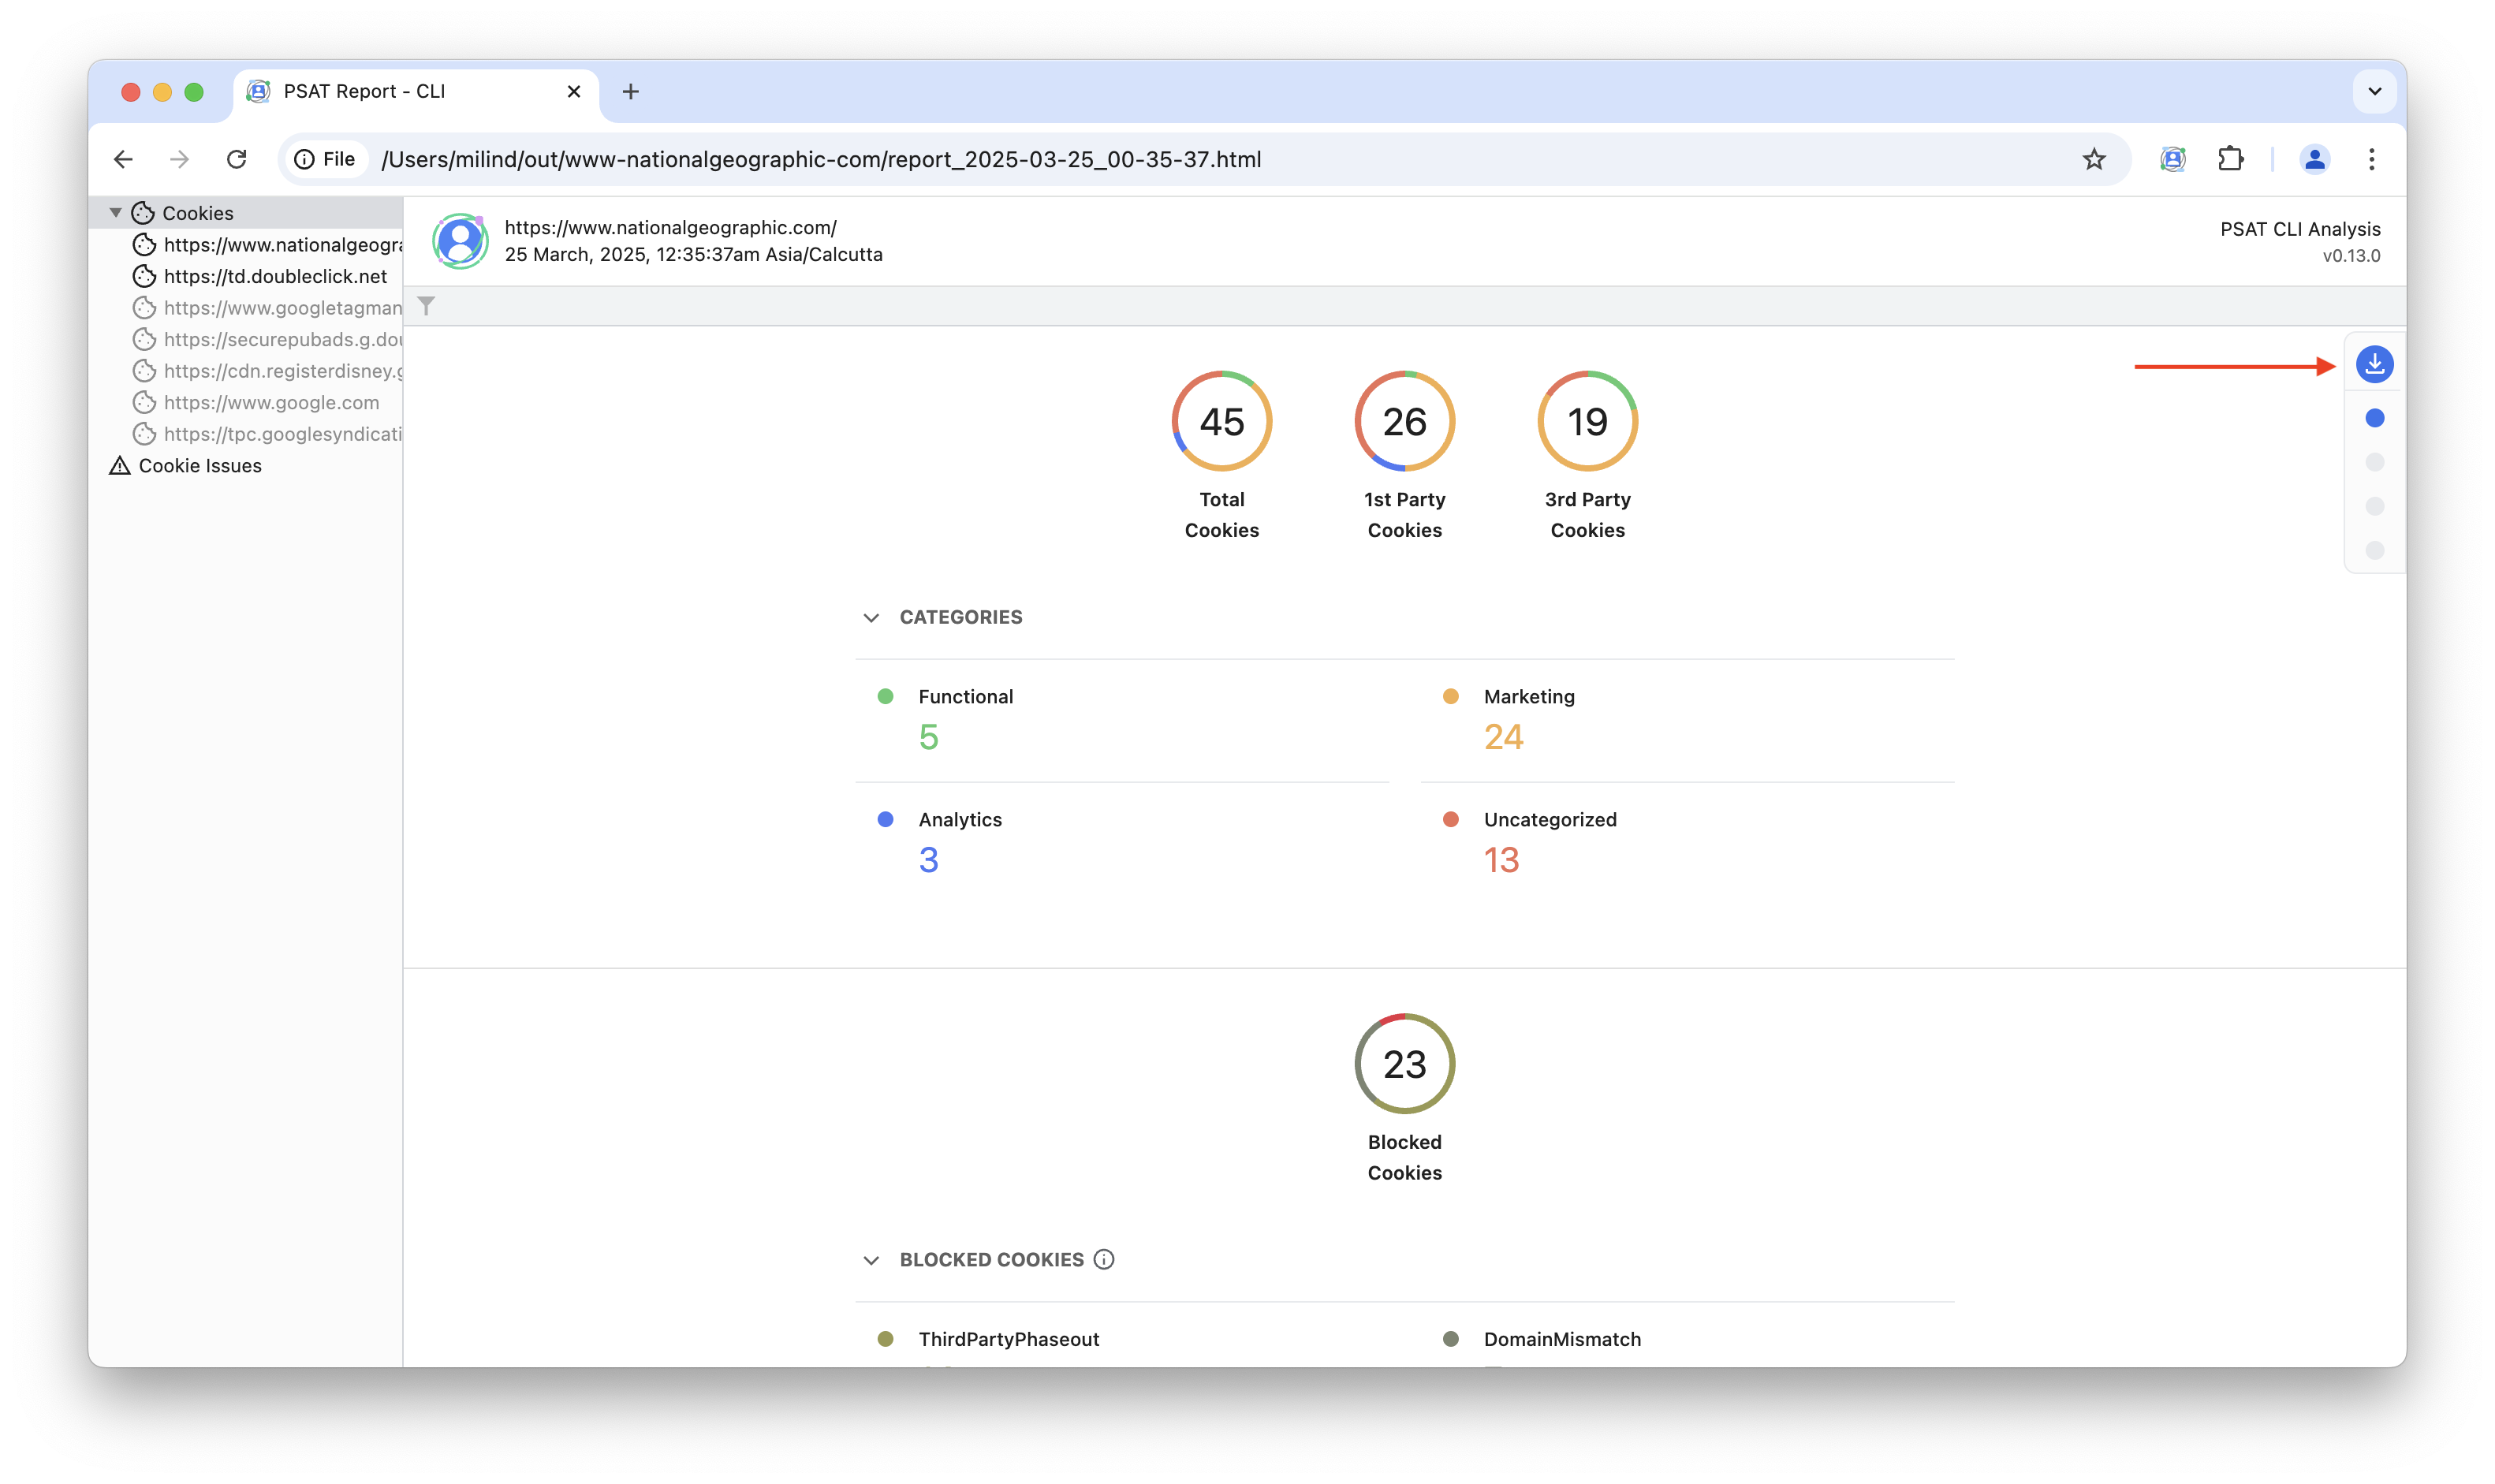 PSAT Report - CLI
File
/Users/milind/out/www-nationalgeographic-com/report_2025-03-25_00-35-37.html
Cookies
https://www.nationalgeogra
https://td.doubleclick.net
https://www.googletagman
https://securepubads.g.dou
https://cdn.registerdisney.g
https://www.google.com
https://tpc.googlesyndicati
Cookie Issues
https://www.nationalgeographic.com/
25 March, 2025, 12:35:37am Asia/Calcutta
PSAT CLI Analysis
v0.13.0
45
Total
Cookies
26
1st Party
Cookies
19
3rd Party
Cookies
CATEGORIES
Functional
5
Marketing
24
Analytics
3
Uncategorized
13
23
Blocked
Cookies
BLOCKED COOKIES
ThirdPartyPhaseout
DomainMismatch